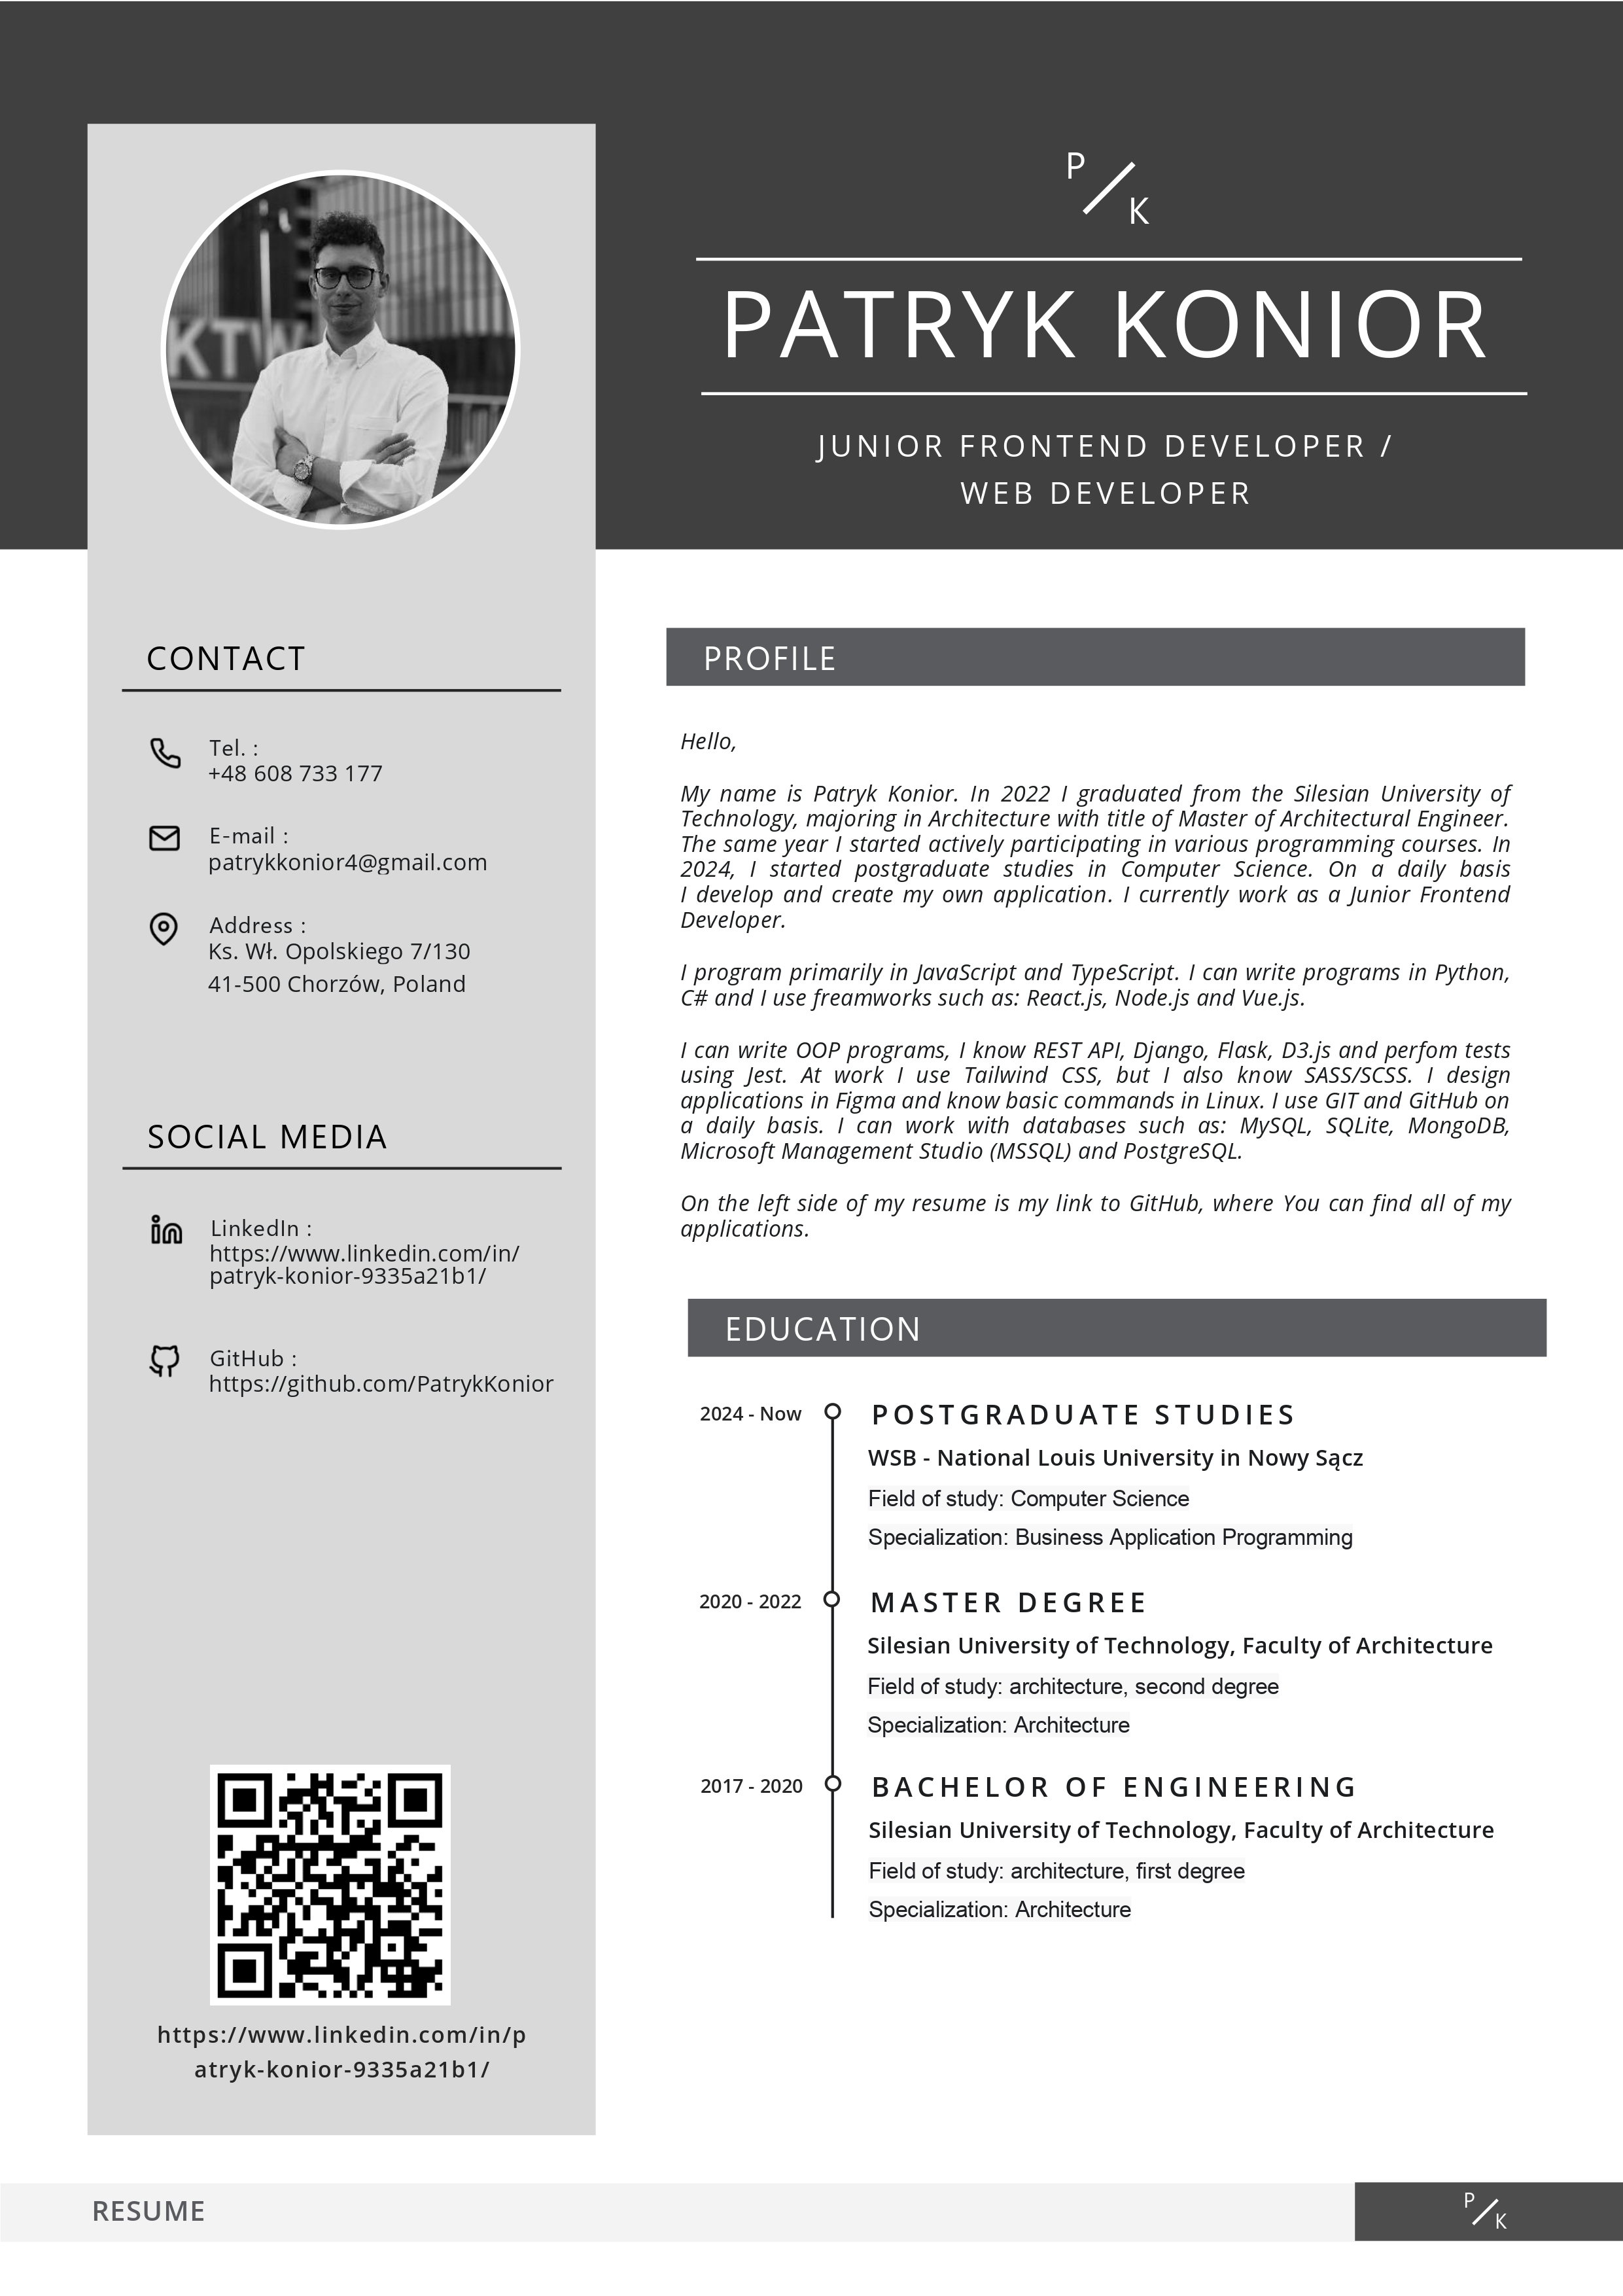 P
K
PATRYK KONIOR
JUNIOR FRONTEND DEVELOPER /
WEB DEVELOPER
KTW
CONTACT
Tel. :
+48 608 733 177
E-mail :
patrykkonior4@gmail.com
Address :
Ks. Wł. Opolskiego 7/130
41-500 Chorzów, Poland
SOCIAL MEDIA
LinkedIn :
https://www.linkedin.com/in/
patryk-konior-9335a21b1/
GitHub :
https://github.com/PatrykKonior
https://www.linkedin.com/in/p
atryk-konior-9335a21b1/
PROFILE
Hello,
My name is Patryk Konior. In 2022 I graduated from the Silesian University of
Technology, majoring in Architecture with title of Master of Architectural Engineer.
The same year I started actively participating in various programming courses. In
2024, I started postgraduate studies in Computer Science. On a daily basis
I develop and create my own application. I currently work as a Junior Frontend
Developer.
I program primarily in JavaScript and TypeScript. I can write programs in Python,
C# and I use freamworks such as: React.js, Node.js and Vue.js.
I can write OOP programs, I know REST API, Django, Flask, D3.js and perfom tests
using Jest. At work I use Tailwind CSS, but I also know SASS/SCSS. I design
applications in Figma and know basic commands in Linux. I use GIT and GitHub on
a daily basis. I can work with databases such as: MySQL, SQLite, MongoDB,
Microsoft Management Studio (MSSQL) and PostgreSQL.
On the left side of my resume is my link to GitHub, where You can find all of my
applications.
EDUCATION
2024 - Now
POSTGRADUATE STUDIES
WSB - National Louis University in Nowy Sącz
Field of study: Computer Science
Specialization: Business Application Programming
2020 - 2022
MASTER DEGREE
Silesian University of Technology, Faculty of Architecture
Field of study: architecture, second degree
Specialization: Architecture
2017 - 2020
BACHELOR OF ENGINEERING
Silesian University of Technology, Faculty of Architecture
Field of study: architecture, first degree
Specialization: Architecture
RESUME
P
K